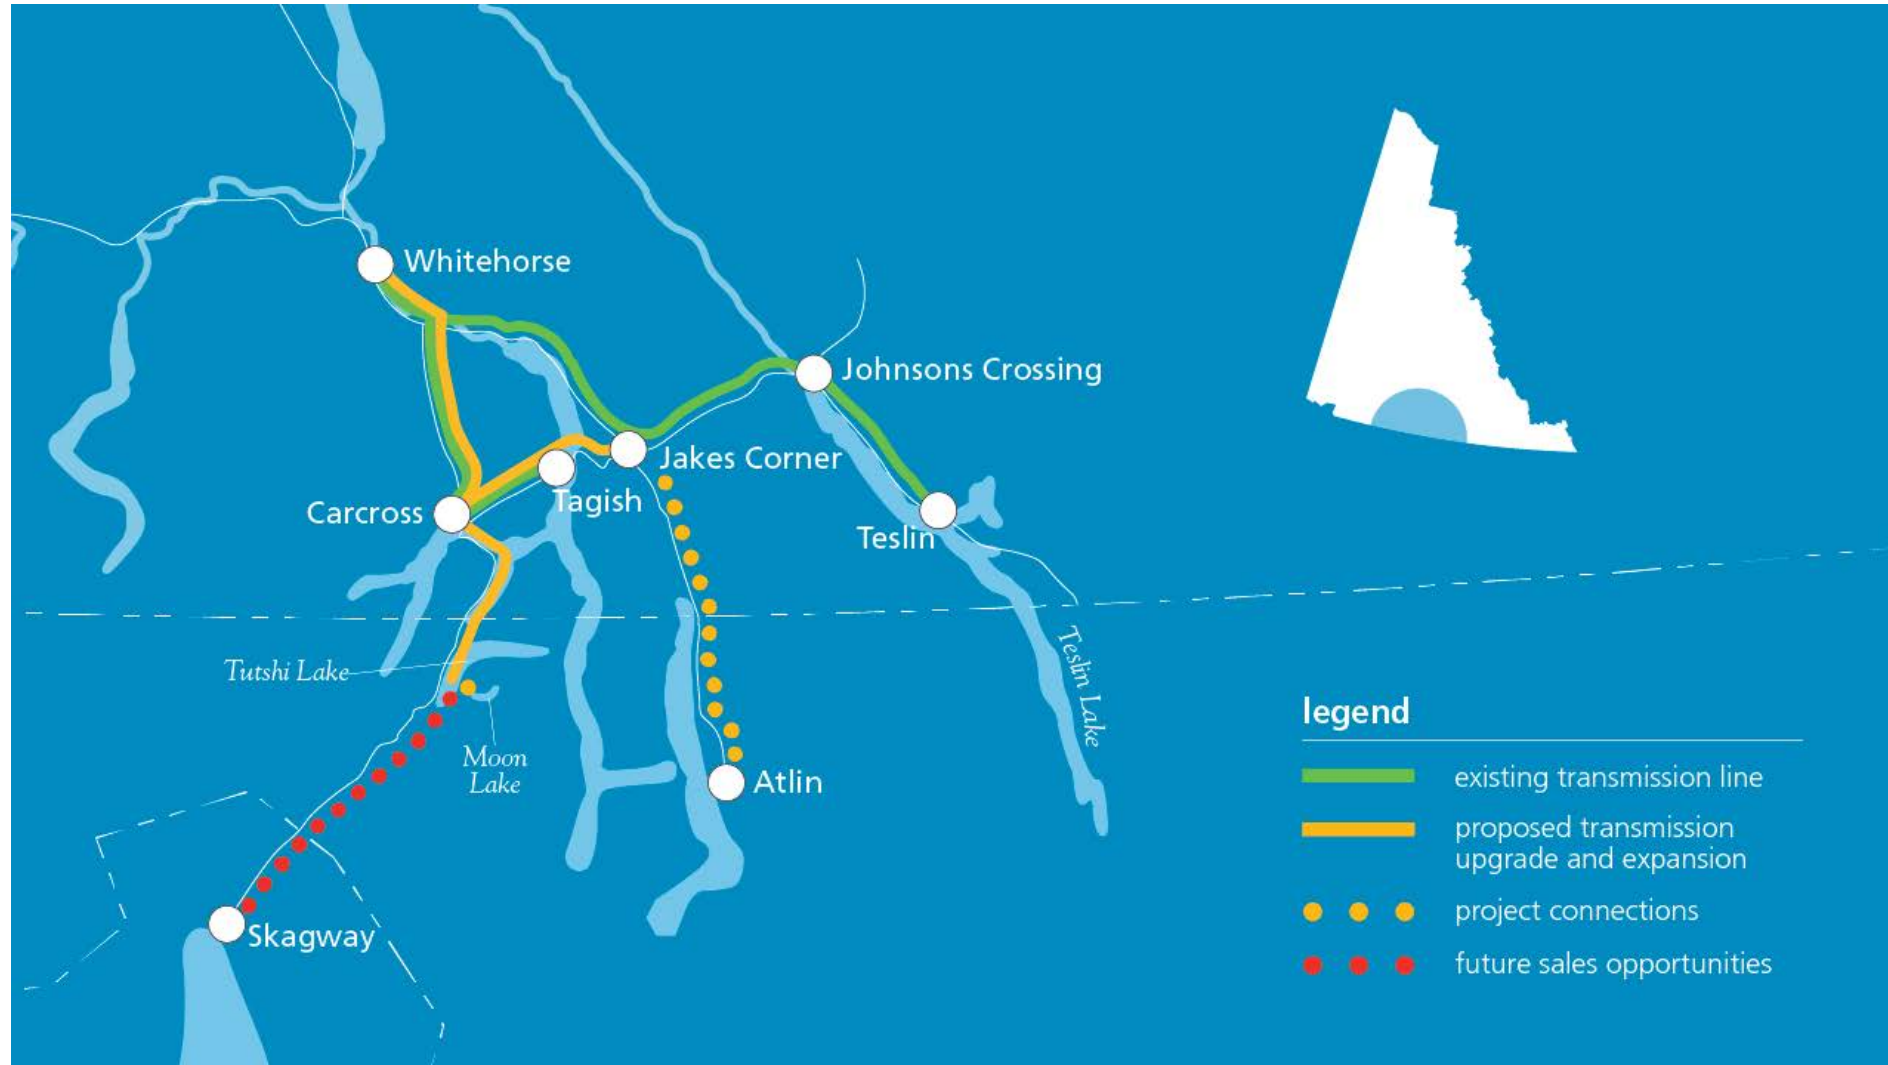 Whitehorse
Johnsons Crossing
Jakes Corner
Tagish
Carcross
Teslin
Tutshi Lake
Teslin Lake
Moon
Lake
Atlin
Skagway
legend
existing transmission line
proposed transmission
upgrade and expansion
project connections
future sales opportunities